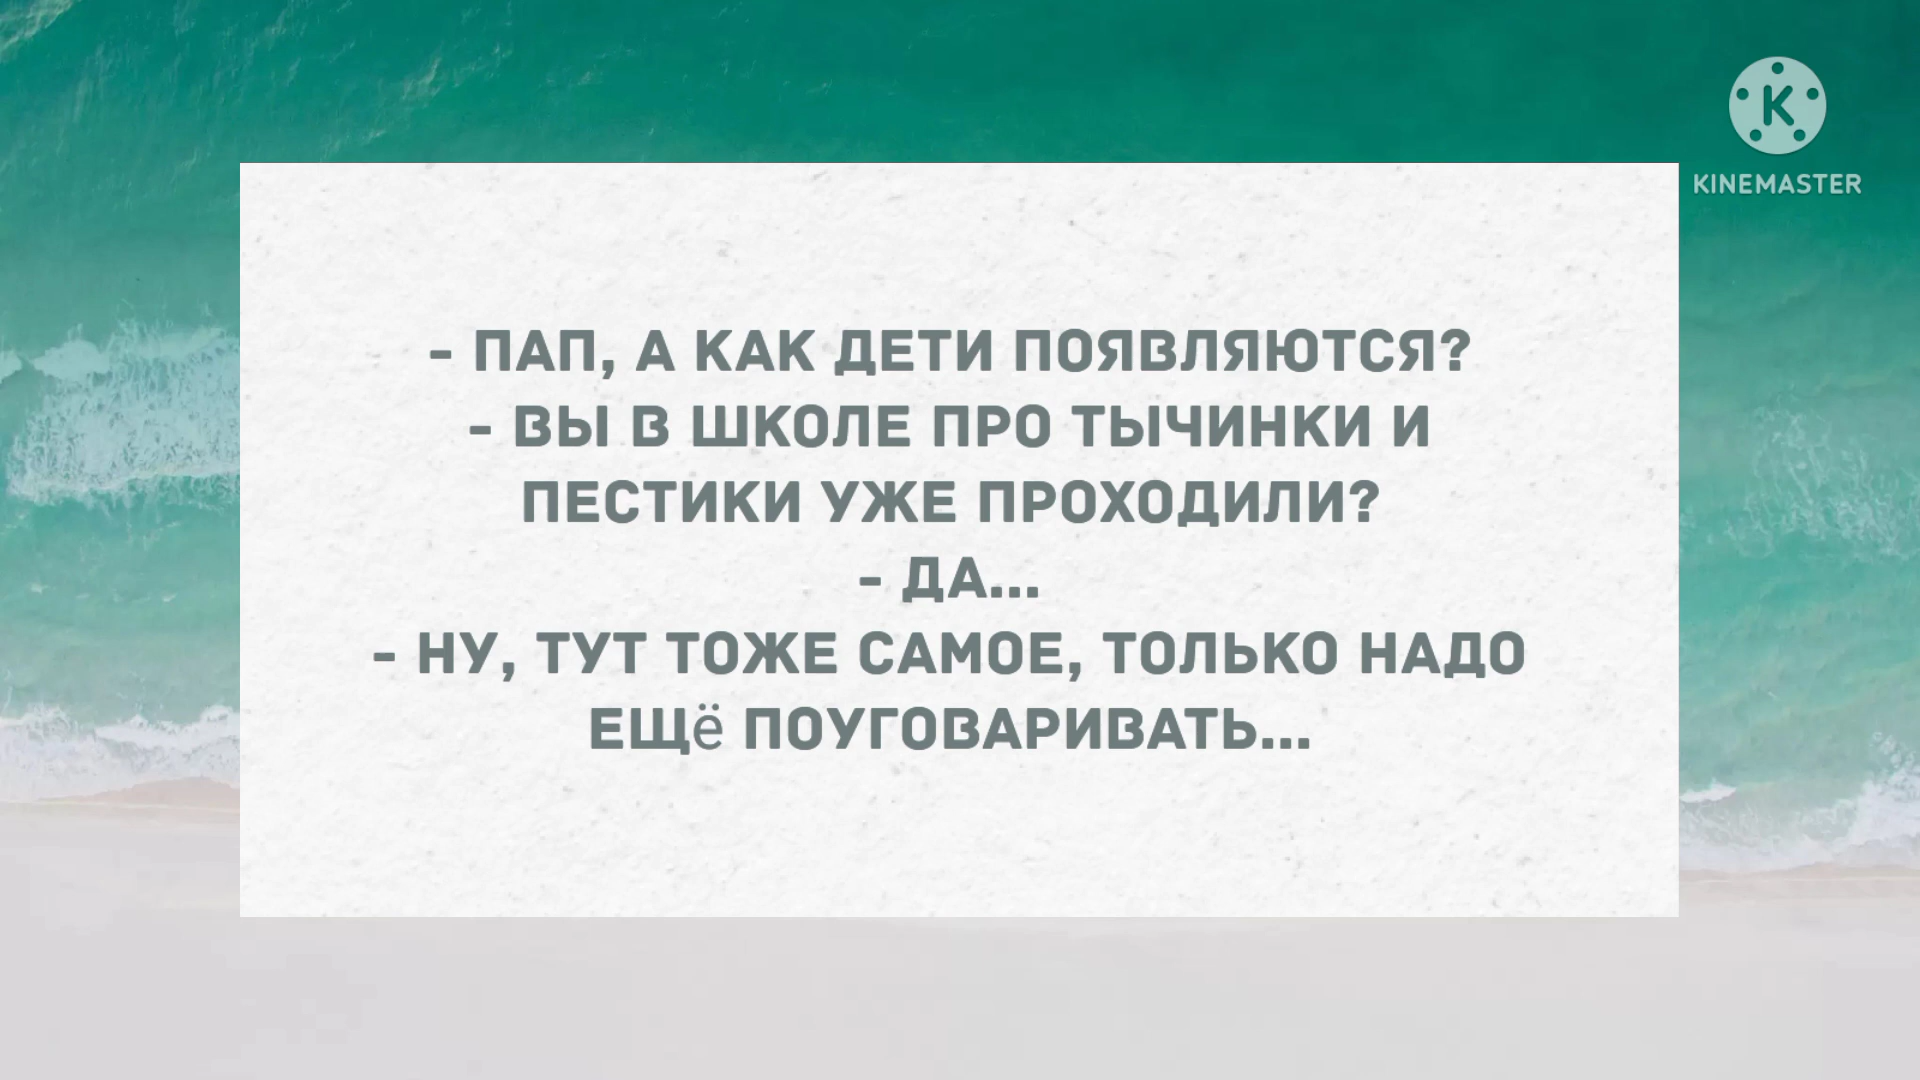 KINEMASTER
- ПАП, А КАК ДЕТИ ПОЯВЛЯЮТСЯ?
- ВЫ В ШКОЛЕ ПРО ТЫЧИНКИ И
ПЕСТИКИ УЖЕ ПРОХОДИЛИ?
- ДА...
- НУ, ТУТ ТОЖЕ САМОЕ, ТОЛЬКО НАДО
ЕЩё ПОУГОВАРИВАТЬ...